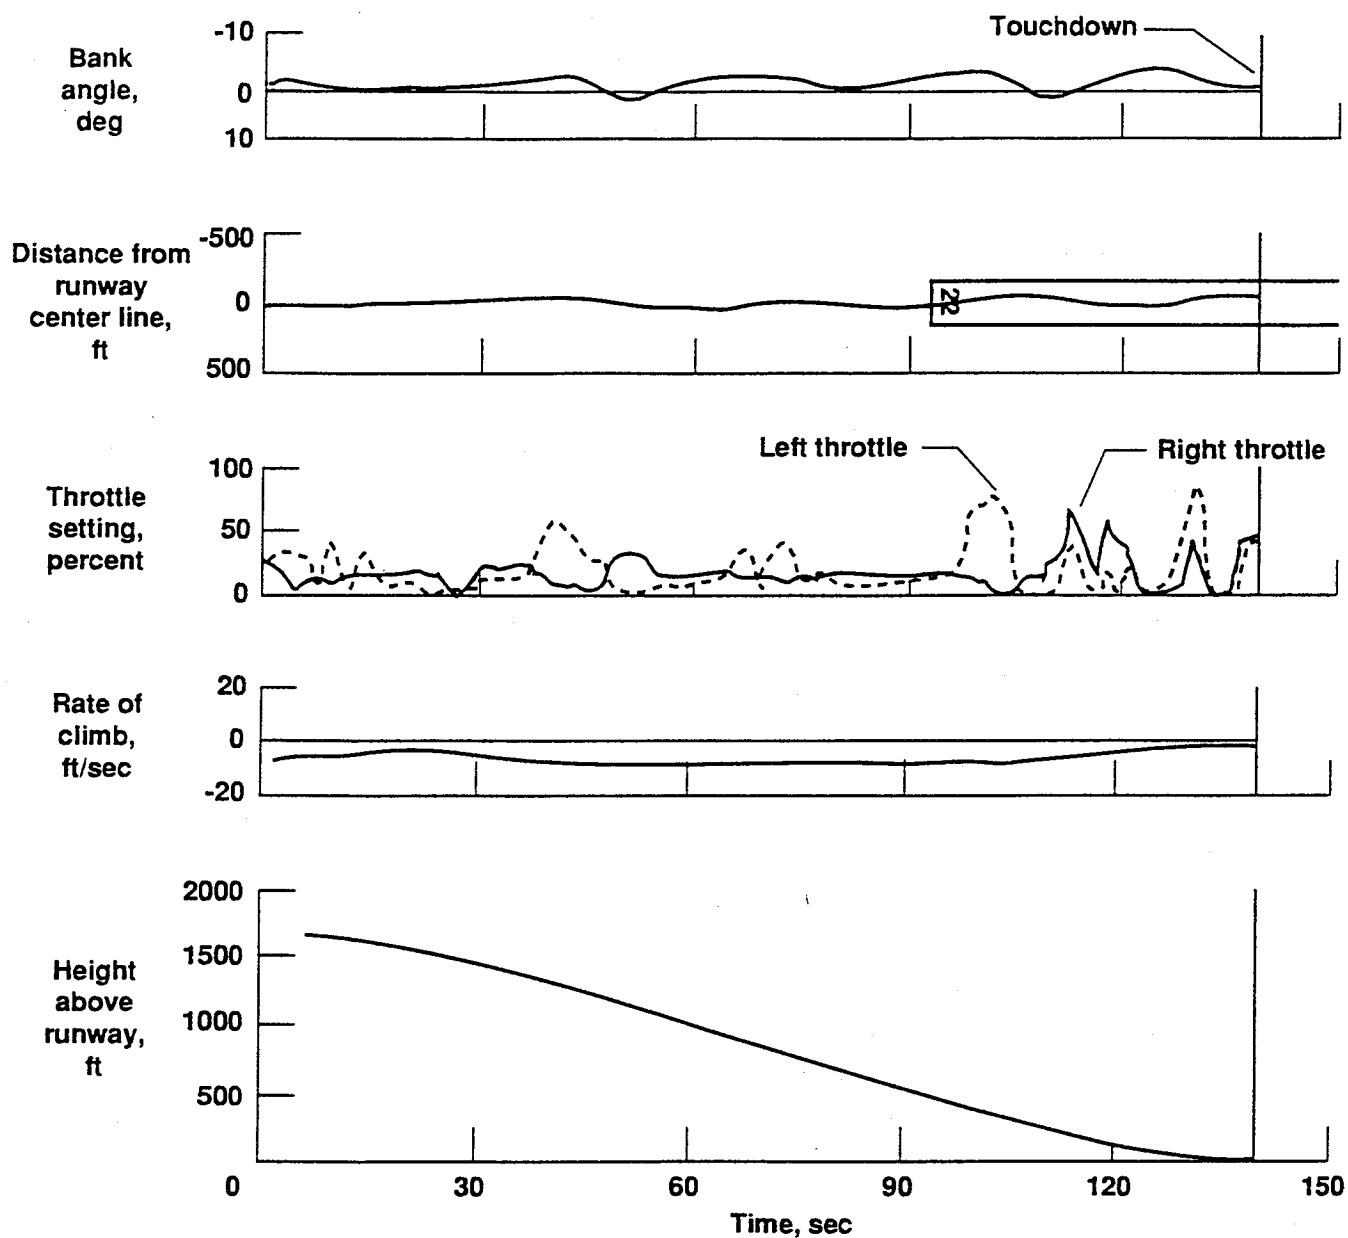 Touchdown
-10
Bank
angle,
deg
0
10
-500
Distance from
runway
center line,
ft
0
22
500
Left throttle
Right throttle
100
Throttle
setting,
percent
50
0
20
Rate of
climb,
ft/sec
0
-20
2000
1500
Height
above
runway,
ft
1000
500
0
30
60
90
120
150
Time, sec